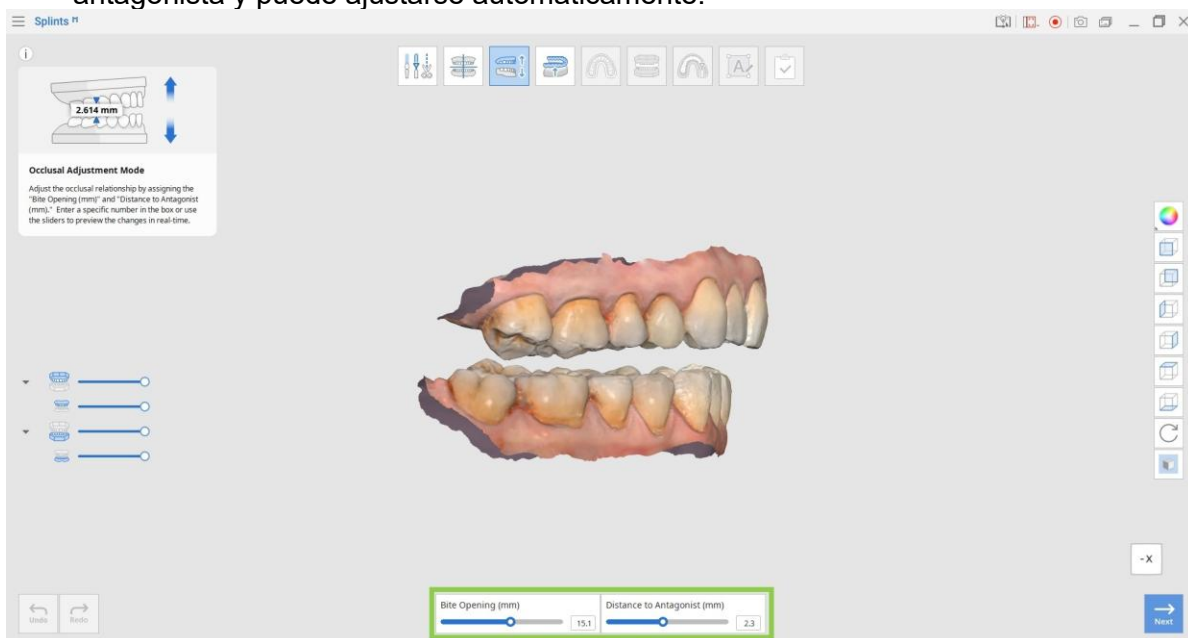 antagonista y puede ajustarse automáticamente.
Splints
i
2.614 mm
Occlusal Adjustment Mode
Adjust the occlusal relationship by assigning the
"Bite Opening (mm)" and "Distance to Antagonist
(mm)." Enter a specific number in the box or use
the sliders to preview the changes in real-time.
A
-X
Undo Redo
Bite Opening (mm) Distance to Antagonist (mm)
15.1 2.3
Next